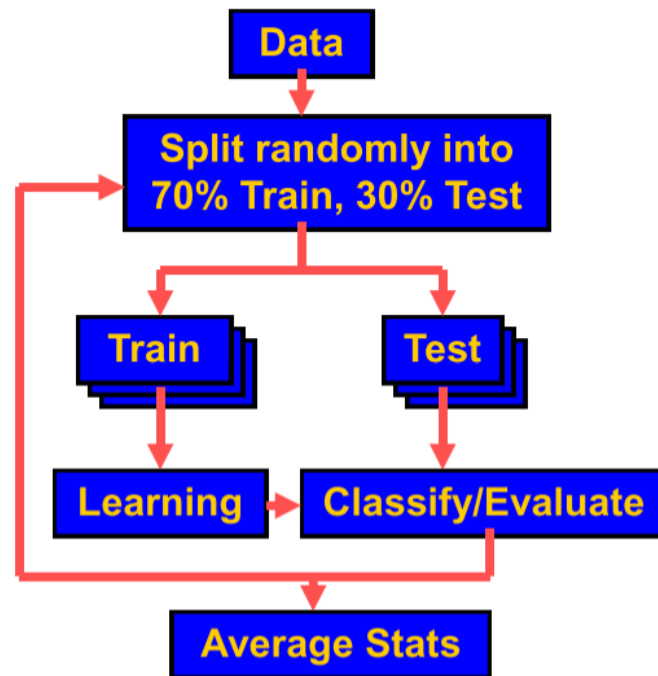 Data
Split randomly into
70% Train, 30% Test
Train
Test
Learning
Classify/Evaluate
Average Stats